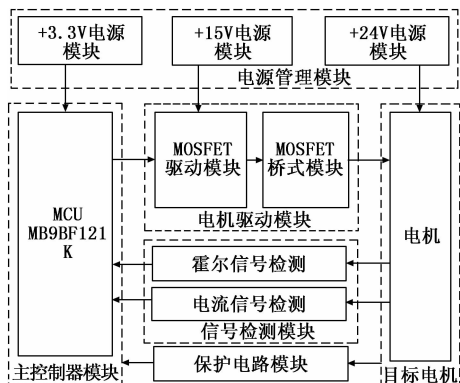 +3.3V电源
模块
+15V电源
模块
+24V电源
模块
电源管理模块
MCU
MB9BF121
K
主控制器模块
MOSFET
驱动模块
MOSFET
桥式模块
电机驱动模块
霍尔信号检测
电流信号检测
信号检测模块
保护电路模块
电机
目标电机